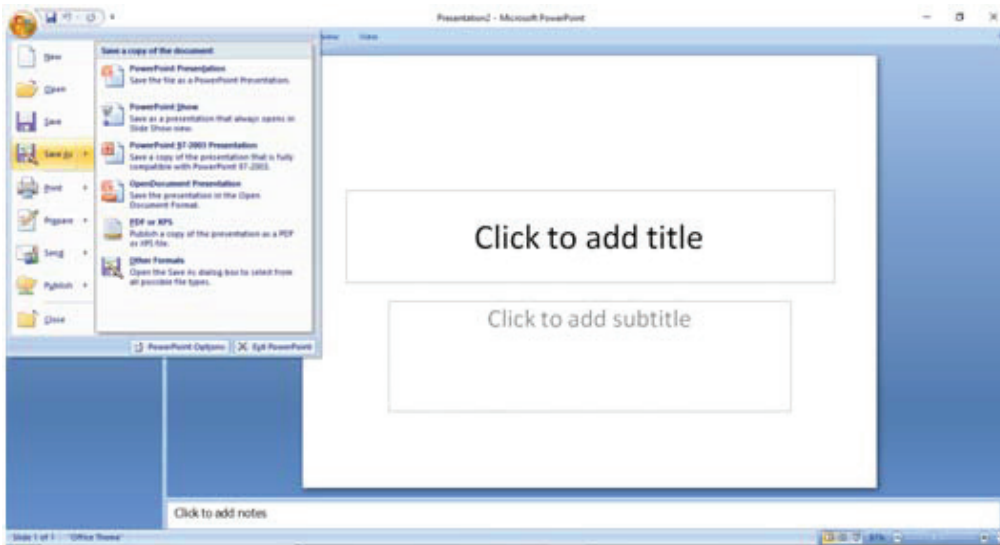 Presentation2 - Microsoft PowerPoint
View
New
Open
Save
Save As
Print
Prepare
Send
Publish
Close
Save a copy of the document
PowerPoint Presentation
Save the file as a PowerPoint Presentation.
PowerPoint Show
Save as a presentation that always opens in
Slide Show view.
PowerPoint 97-2003 Presentation
Save a copy of the presentation that is fully
compatible with PowerPoint 97-2003.
OpenDocument Presentation
Save the presentation in the Open
Document Format.
PDF or XPS
Publish a copy of the presentation as a PDF
or XPS file.
Other Formats
Open the Save As dialog box to select from
all possible file types.
PowerPoint Options
Exit PowerPoint
Click to add title
Click to add subtitle
Click to add notes
Slide 1 of 1
"Office Theme"